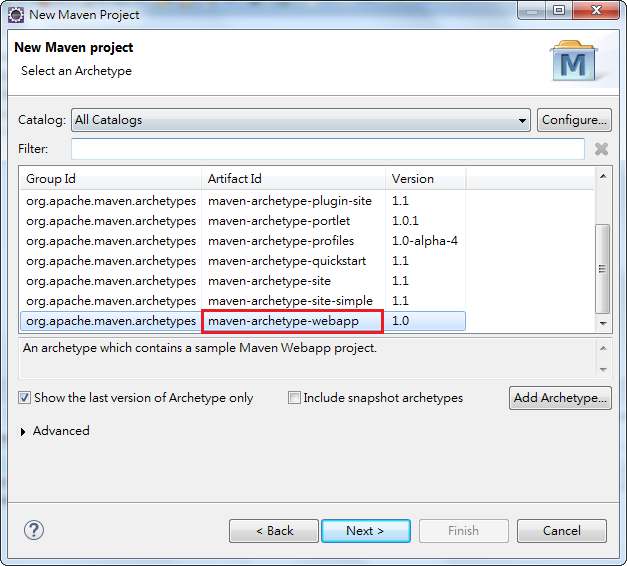 New Maven Project
New Maven project
Select an Archetype
M
Catalog: All Catalogs Configure...
Filter:
Group Id Artifact Id Version
org.apache.maven.archetypes maven-archetype-plugin-site 1.1
org.apache.maven.archetypes maven-archetype-portlet 1.0.1
org.apache.maven.archetypes maven-archetype-profiles 1.0-alpha-4
org.apache.maven.archetypes maven-archetype-quickstart 1.1
org.apache.maven.archetypes maven-archetype-site 1.1
org.apache.maven.archetypes maven-archetype-site-simple 1.1
org.apache.maven.archetypes maven-archetype-webapp 1.0
An archetype which contains a sample Maven Webapp project.
Show the last version of Archetype only Include snapshot archetypes Add Archetype...
Advanced
? < Back Next > Finish Cancel